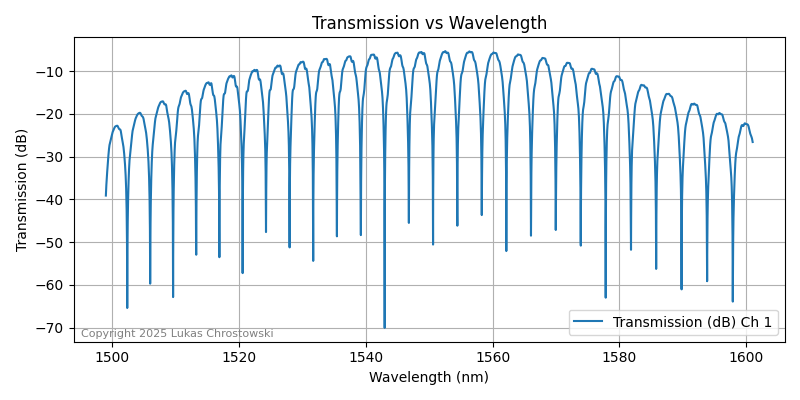 Transmission vs Wavelength
Transmission (dB)
−10
−20
−30
−40
−50
−60
−70
Copyright 2025 Lukas Chrostowski
Transmission (dB) Ch 1
1500 1520 1540 1560 1580 1600
Wavelength (nm)